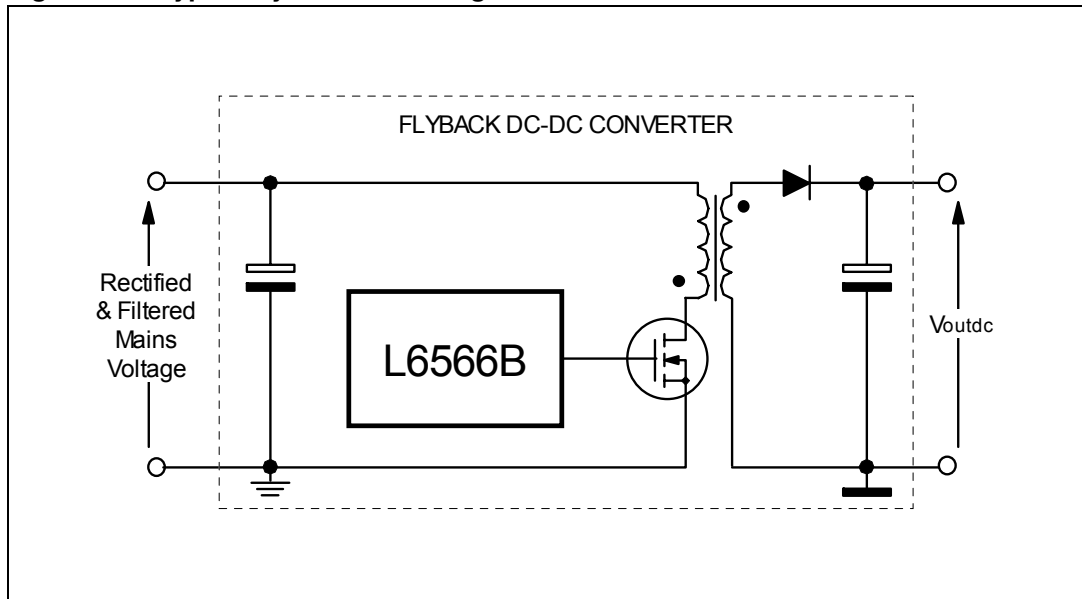 FLYBACK DC-DC CONVERTER
Rectified
& Filtered
Mains
Voltage
L6566B
Voutdc